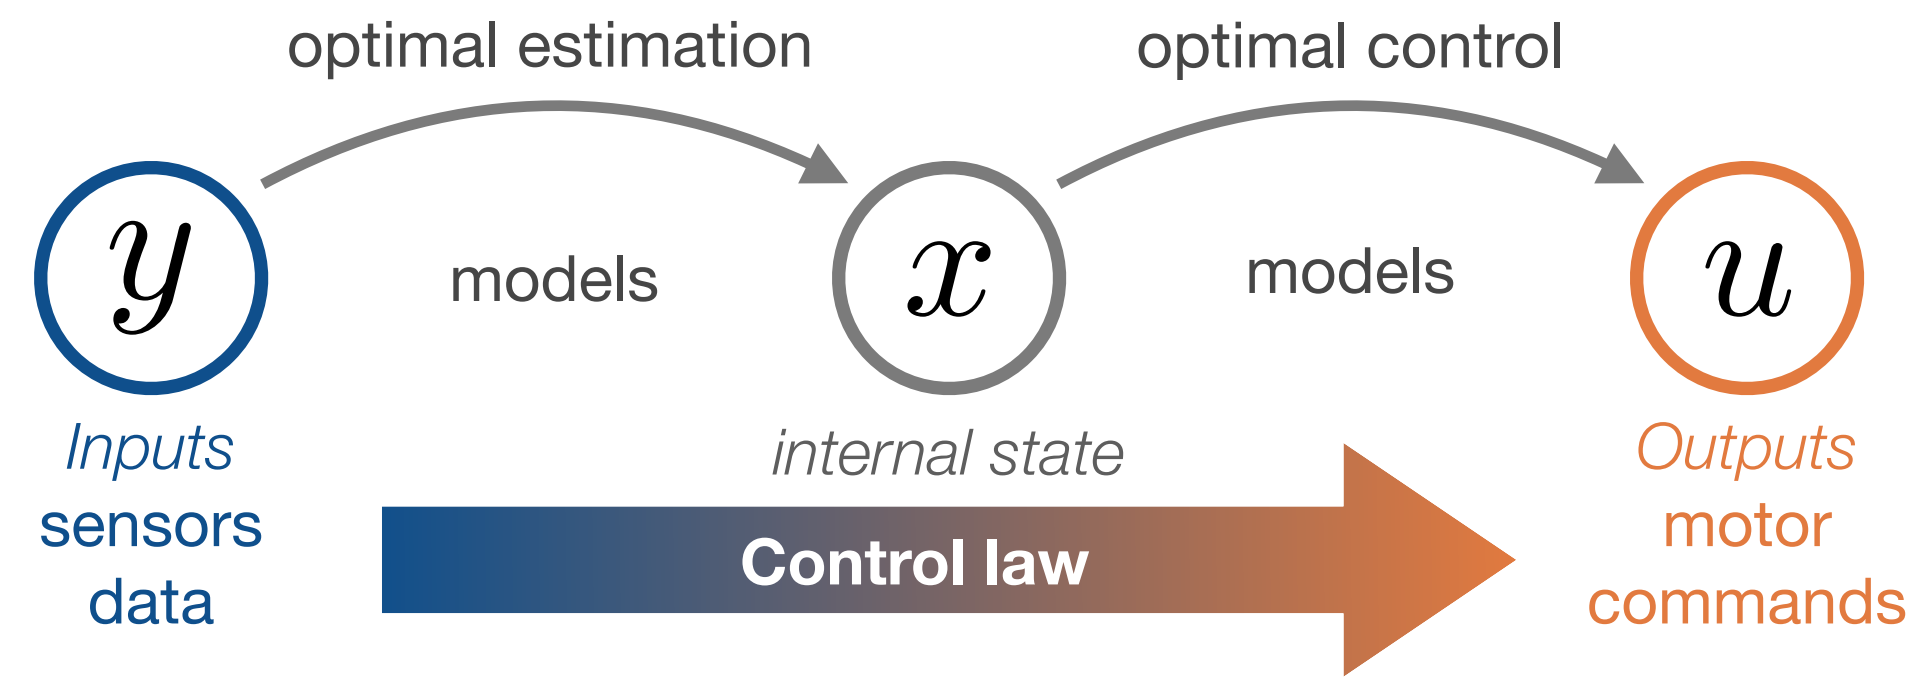 optimal estimation
optimal control
y
models
x
models
u
Inputs
sensors
data
internal state
Control law
Outputs
motor
commands